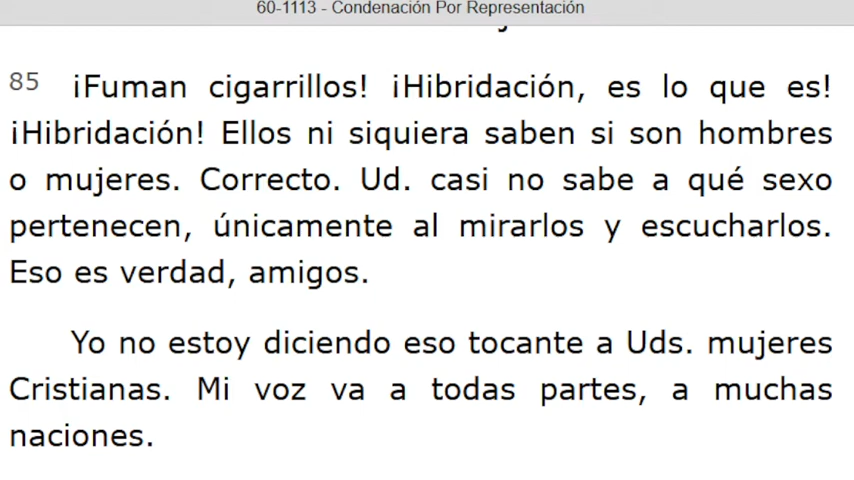 60-1113 - Condenación Por Representación
85 ¡Fuman cigarrillos! ¡Hibridación, es lo que es!
¡Hibridación! Ellos ni siquiera saben si son hombres
o mujeres. Correcto. Ud. casi no sabe a qué sexo
pertenecen, únicamente al mirarlos y escucharlos.
Eso es verdad, amigos.
Yo no estoy diciendo eso tocante a Uds. mujeres
Cristianas. Mi voz va a todas partes, a muchas
naciones.